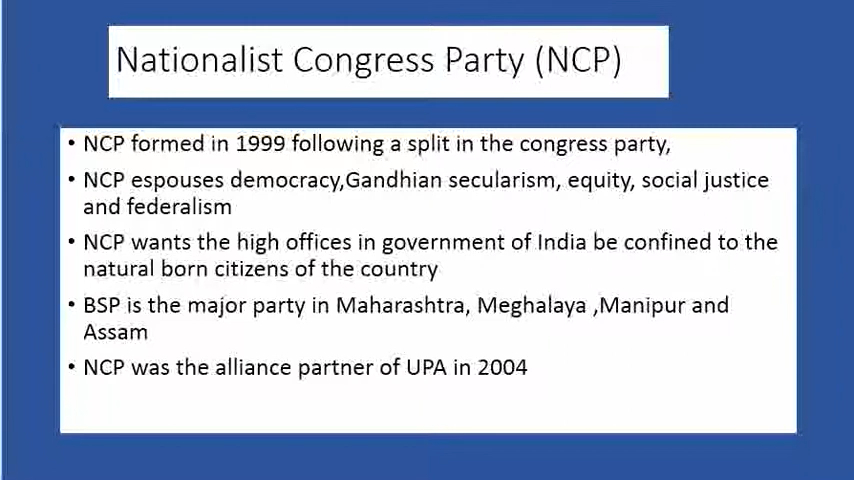 Nationalist Congress Party (NCP)
• NCP formed in 1999 following a split in the congress party,
• NCP espouses democracy,Gandhian secularism, equity, social justice
and federalism
• NCP wants the high offices in government of India be confined to the
natural born citizens of the country
• BSP is the major party in Maharashtra, Meghalaya ,Manipur and
Assam
• NCP was the alliance partner of UPA in 2004